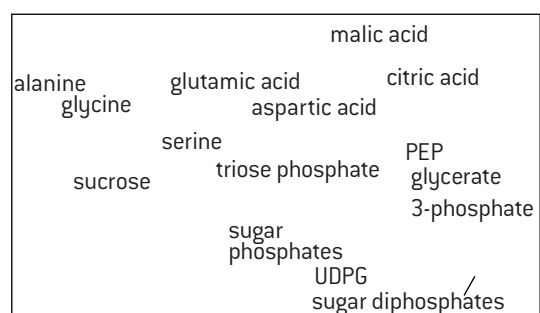 malic acid
citric acid
alanine
glutamic acid
glycine
aspartic acid
serine
PEP
triose phosphate
glycerate
3-phosphate
sucrose
sugar
phosphates
UDPG
sugar diphosphates